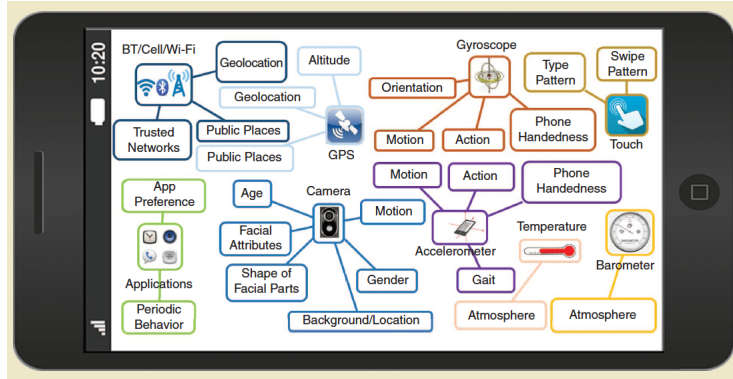 10:20
BT/Cell/Wi-Fi
Geolocation
Trusted
Networks
Public Places
Altitude
Geolocation
Public Places
GPS
Gyroscope
Orientation
Motion
Action
Phone
Handedness
Type
Pattern
Swipe
Pattern
Touch
App
Preference
Applications
Periodic
Behavior
Camera
Age
Facial
Attributes
Shape of
Facial Parts
Motion
Gender
Background/Location
Motion
Action
Phone
Handedness
Accelerometer
Gait
Temperature
Atmosphere
Barometer
Atmosphere